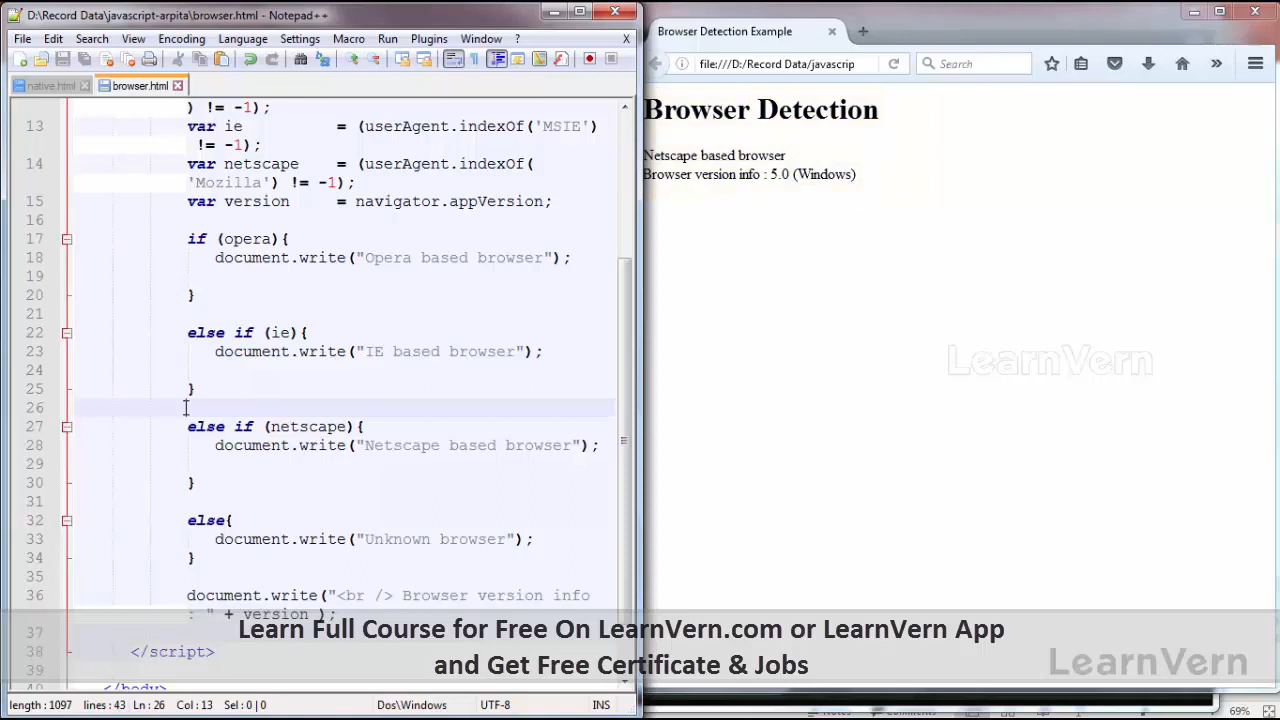 D:\Record Data\javascript-arpita\browser.html - Notepad++
File Edit Search View Encoding Language Settings Macro Run Plugins Window ? X
native.html browser.html
) != -1);
13 var ie = (userAgent.indexOf('MSIE')
!= -1);
14 var netscape = (userAgent.indexOf(
'Mozilla') != -1);
15 var version = navigator.appVersion;
16
17 if (opera){
18 document.write("Opera based browser");
19
20 }
21
22 else if (ie){
23 document.write("IE based browser");
24
25 }
26
27 else if (netscape){
28 document.write("Netscape based browser");
29
30 }
31
32 else{
33 document.write("Unknown browser");
34 }
35
36 document.write("<br /> Browser version info
: " + version );
37
38 </script>
39
40 </body>
length : 1097 lines : 43 Ln : 26 Col : 13 Sel : 0 | 0 Dos\Windows UTF-8 INS
Browser Detection Example
file:///D:/Record Data/javascrip
Search
Browser Detection
Netscape based browser
Browser version info : 5.0 (Windows)
LearnVern
Learn Full Course for Free On LearnVern.com or LearnVern App
and Get Free Certificate & Jobs
LearnVern
Notes Comments 69%